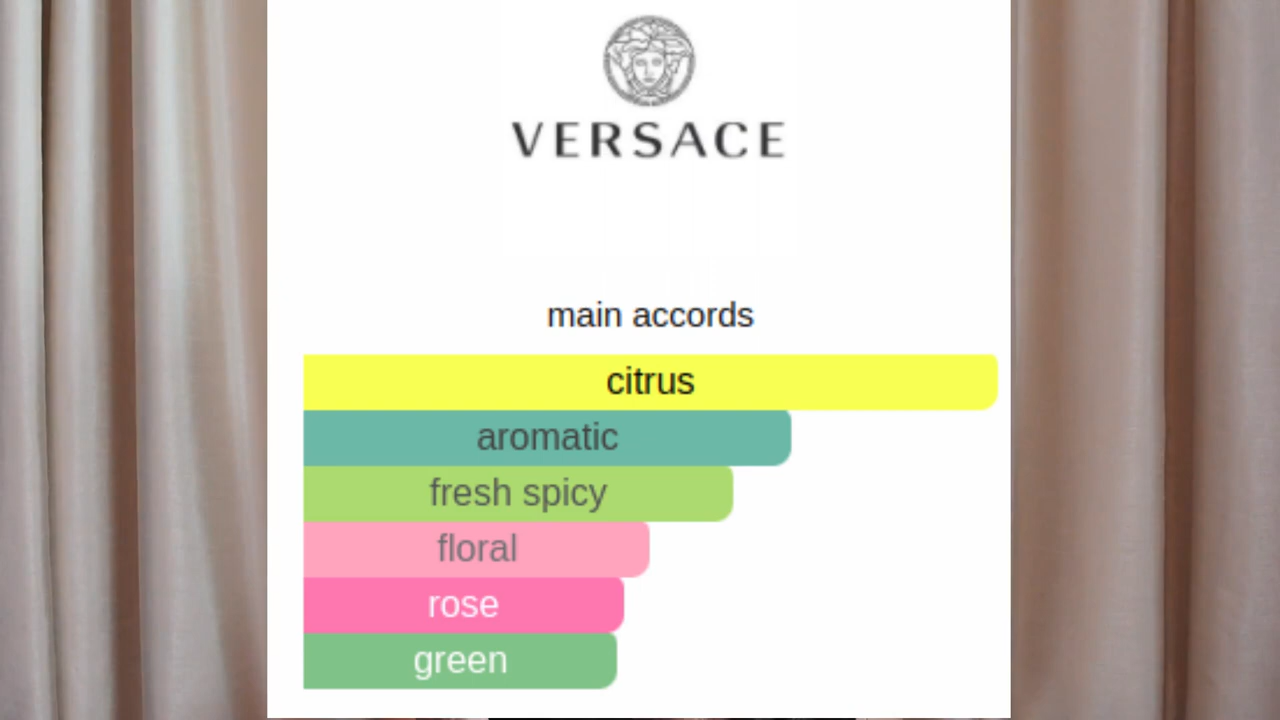 VERSACE
main accords
citrus
aromatic
fresh spicy
floral
rose
green